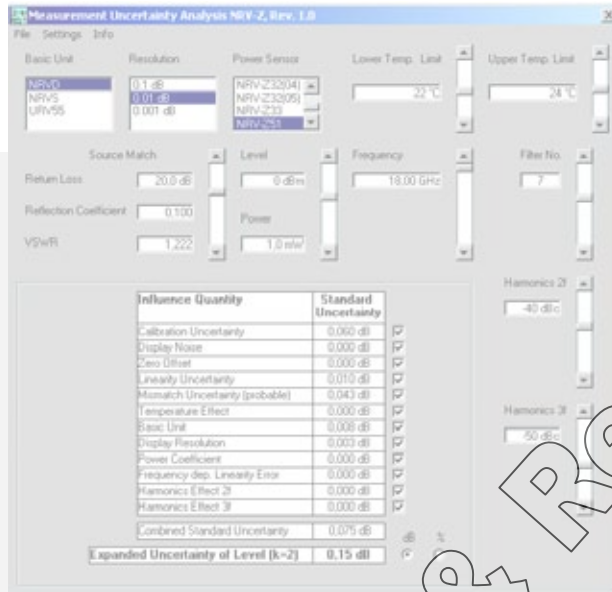 Measurement Uncertainty Analysis NRV-Z, Rev. 1.0
File Settings Info
Basic Unit Resolution Power Sensor Lower Temp. Limit Upper Temp. Limit
NRVD 0.1 dB NRV-Z32(04) 22 °C 24 °C
NRVS 0.01 dB NRV-Z32(05)
URV55 0.001 dB NRV-Z33
NRV-Z51
Source Match Level Frequency Filter No.
Return Loss 20.0 dB 0 dBm 18.00 GHz 7
Reflection Coefficient 0.100 Power
VSWR 1.222 1.0 mW
Harmonics 2f
-40 dBc
Influence Quantity Standard Uncertainty
Calibration Uncertainty 0.060 dB
Display Noise 0.000 dB
Zero Offset 0.000 dB
Linearity Uncertainty 0.010 dB
Mismatch Uncertainty (probable) 0.043 dB
Temperature Effect 0.000 dB
Harmonics 3f
Basic Unit 0.008 dB
-50 dBc
Display Resolution 0.003 dB
Power Coefficient 0.000 dB
Frequency dep. Linearity Error 0.000 dB
Harmonics Effect 2f 0.000 dB
Harmonics Effect 3f 0.000 dB
Combined Standard Uncertainty 0.075 dB dB %
Expanded Uncertainty of Level (k=2) 0.15 dB
& Ro